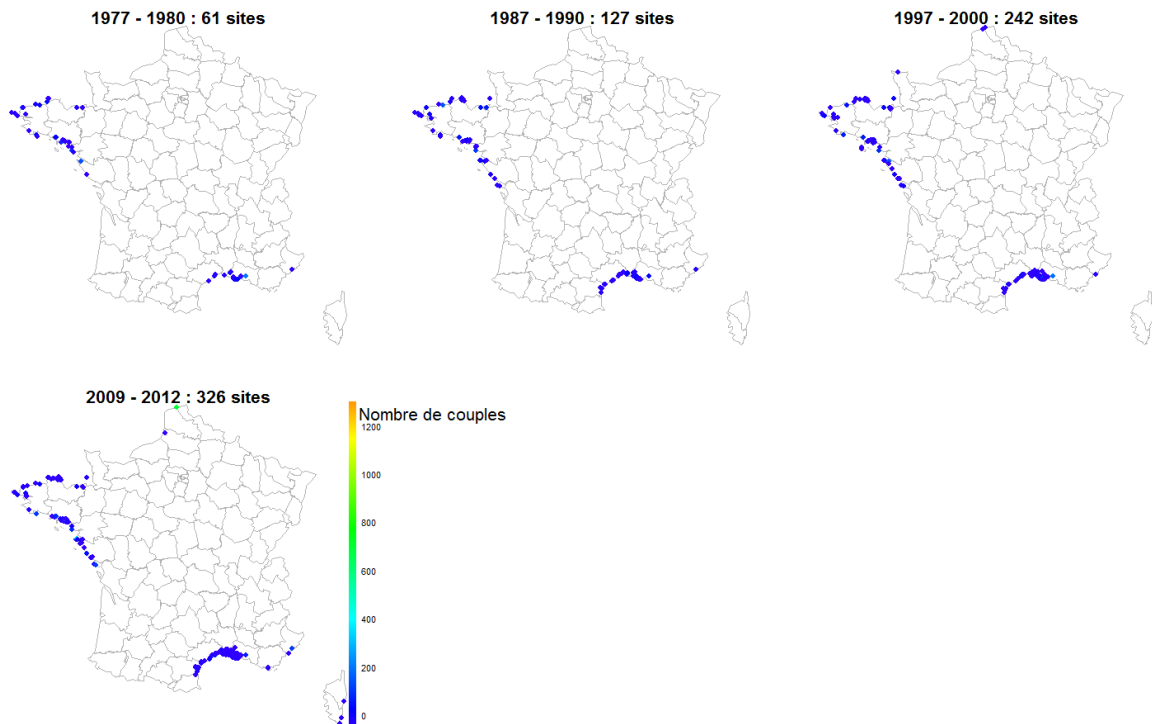 1977 - 1980 : 61 sites
1987 - 1990 : 127 sites
1997 - 2000 : 242 sites
2009 - 2012 : 326 sites
Nombre de couples
1200
1000
800
600
400
200
0